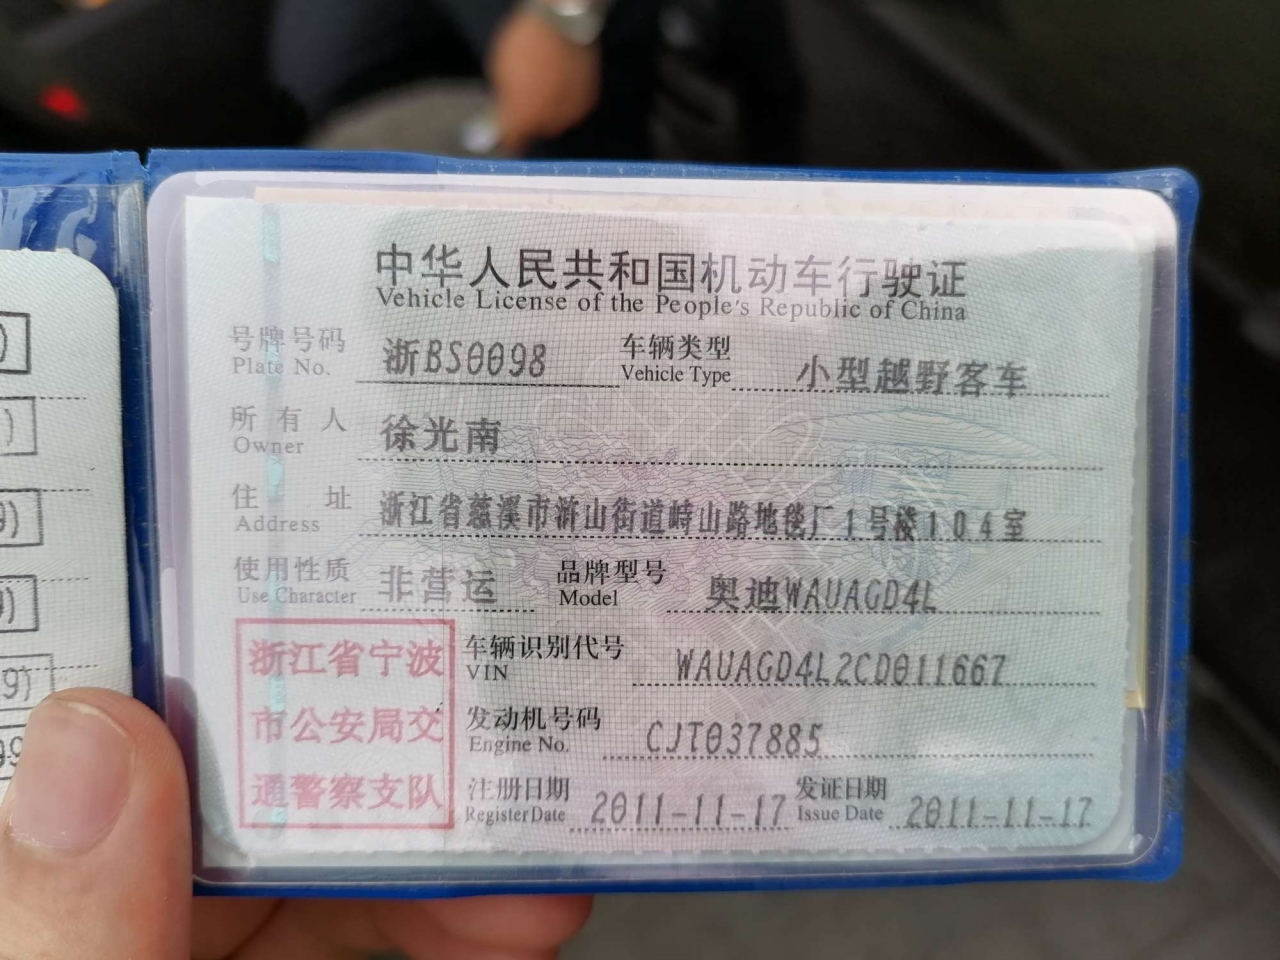 中华人民共和国机动车行驶证
Vehicle License of the People's Republic of China
号牌号码 浙BS0098 车辆类型 小型越野客车
Plate No. Vehicle Type
所有人 徐光南
Owner
住址 浙江省慈溪市浒山街道峙山路地毯厂1号楼104室
Address
使用性质 非营运 品牌型号 奥迪WAUAGD4L
Use Character Model
浙江省宁波
市公安局交
通警察支队
车辆识别代号 WAUAGD4L2CD011667
VIN
发动机号码 CJT037885
Engine No.
注册日期 2011-11-17 发证日期 2011-11-17
Register Date Issue Date